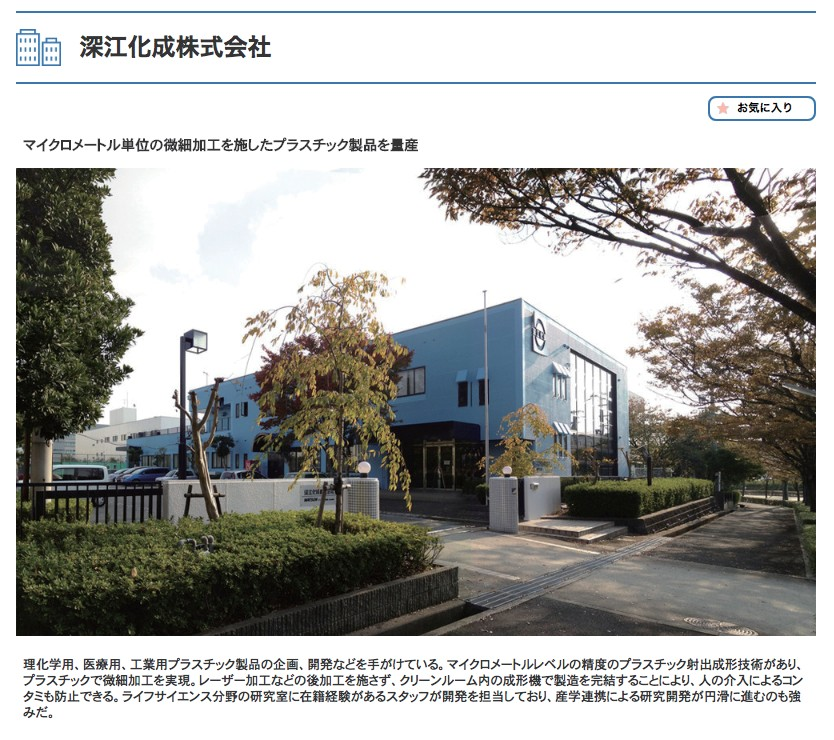 深江化成株式会社
お気に入り
マイクロメートル単位の微細加工を施したプラスチック製品を量産
深江化成株式会社
理化学用、医療用、工業用プラスチック製品の企画、開発などを手がけている。マイクロメートルレベルの精度のプラスチック射出成形技術があり、
プラスチックで微細加工を実現。レーザー加工などの後加工を施さず、クリーンルーム内の成形機で製造を完結することにより、人の介入によるコン
タミも防止できる。ライフサイエンス分野の研究室に在籍経験があるスタッフが開発を担当しており、産学連携による研究開発が円滑に進むのも強
みだ。